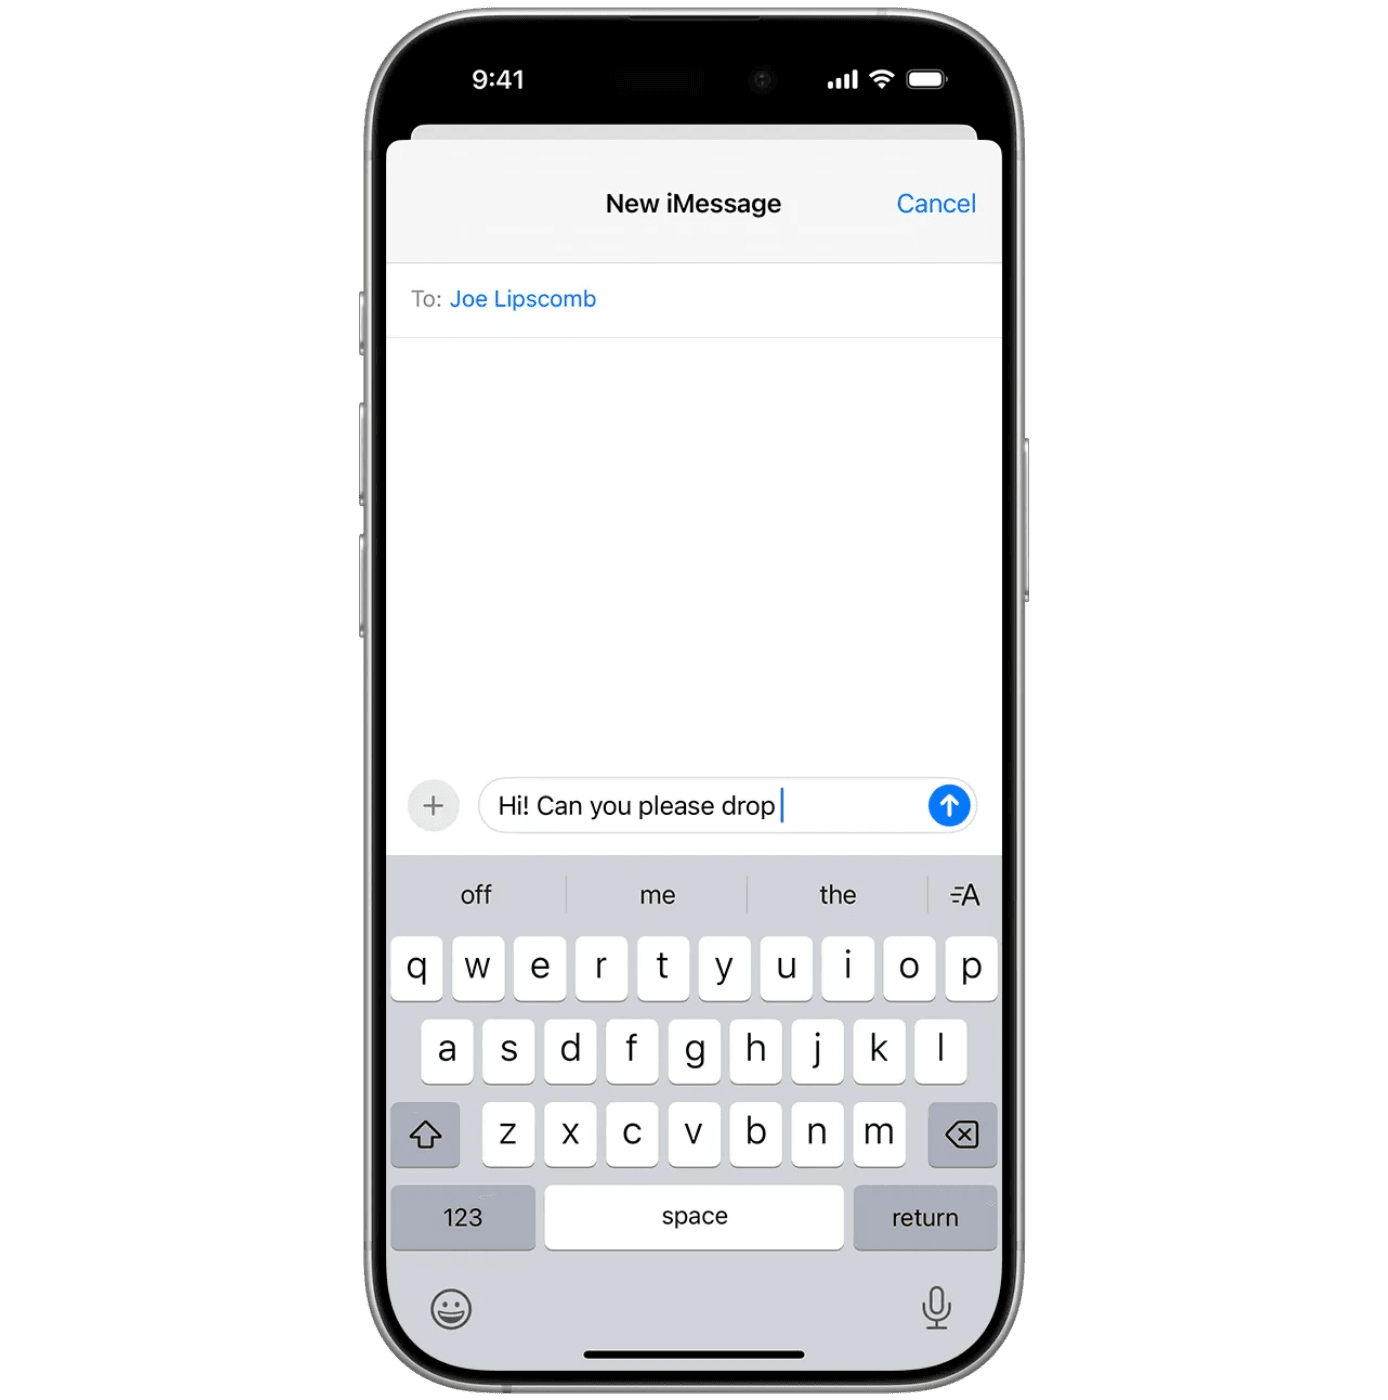 9:41
New iMessage Cancel
To: Joe Lipscomb
Hi! Can you please drop
off me the A
q w e r t y u i o p
a s d f g h j k l
z x c v b n m
123 space return